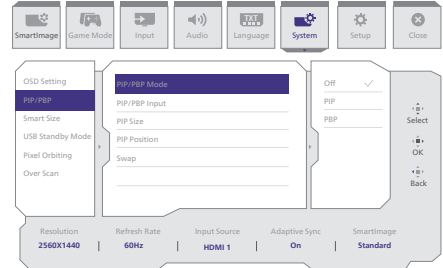 SmartImage
Game Mode
Input
Audio
TXT
Language
System
Setup
Close
OSD Setting
PIP/PBP
Smart Size
USB Standby Mode
Pixel Orbiting
Over Scan
PIP/PBP Mode
PIP/PBP Input
PIP Size
PIP Position
Swap
Off
PIP
PBP
Select
OK
Back
Resolution
2560X1440
Refresh Rate
60Hz
Input Source
HDMI 1
Adaptive Sync
On
SmartImage
Standard